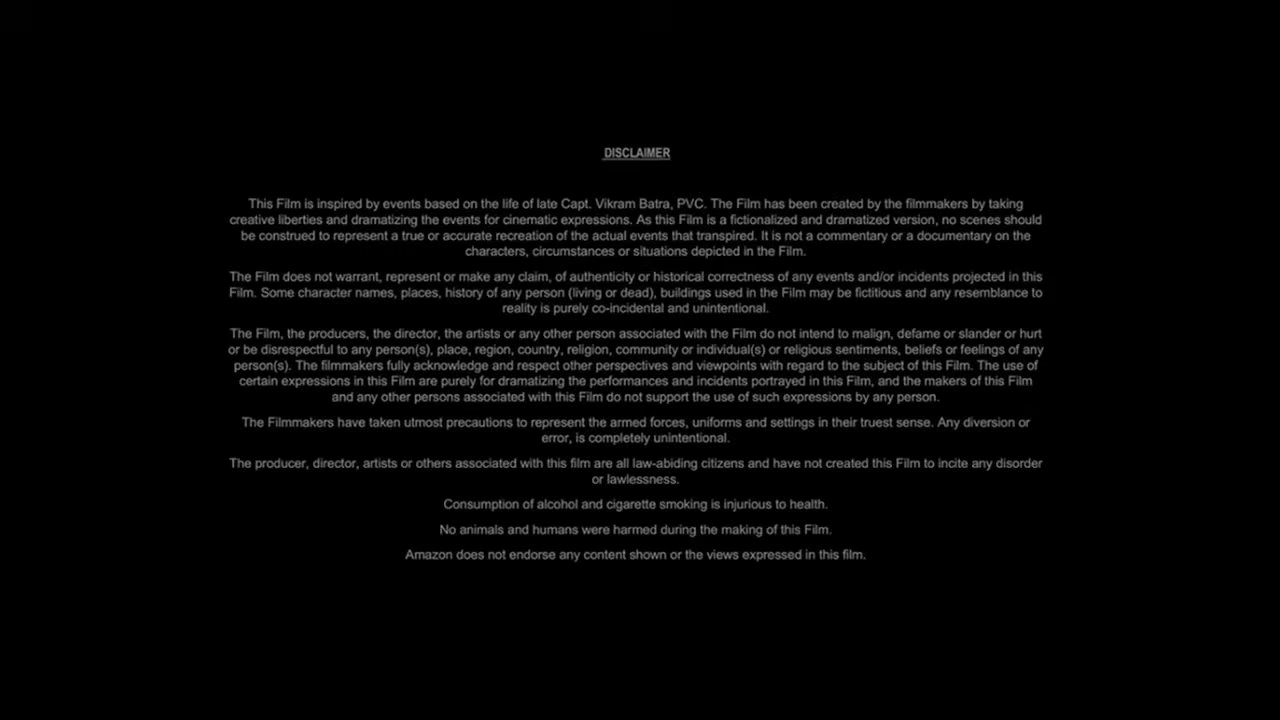 DISCLAIMER
This Film is inspired by events based on the life of late Capt. Vikram Batra, PVC. The Film has been created by the filmmakers by taking
creative liberties and dramatizing the events for cinematic expressions. As this Film is a fictionalized and dramatized version, no scenes should
be construed to represent a true or accurate recreation of the actual events that transpired. It is not a commentary or a documentary on the
characters, circumstances or situations depicted in the Film.
The Film does not warrant, represent or make any claim, of authenticity or historical correctness of any events and/or incidents projected in this
Film. Some character names, places, history of any person (living or dead), buildings used in the Film may be fictitious and any resemblance to
reality is purely co-incidental and unintentional.
The Film, the producers, the director, the artists or any other person associated with the Film do not intend to malign, defame or slander or hurt
or be disrespectful to any person(s), place, region, country, religion, community or individual(s) or religious sentiments, beliefs or feelings of any
person(s). The filmmakers fully acknowledge and respect other perspectives and viewpoints with regard to the subject of this Film. The use of
certain expressions in this Film are purely for dramatizing the performances and incidents portrayed in this Film, and the makers of this Film
and any other persons associated with this Film do not support the use of such expressions by any person.
The Filmmakers have taken utmost precautions to represent the armed forces, uniforms and settings in their truest sense. Any diversion or
error, is completely unintentional.
The producer, director, artists or others associated with this film are all law-abiding citizens and have not created this Film to incite any disorder
or lawlessness.
Consumption of alcohol and cigarette smoking is injurious to health.
No animals and humans were harmed during the making of this Film.
Amazon does not endorse any content shown or the views expressed in this film.